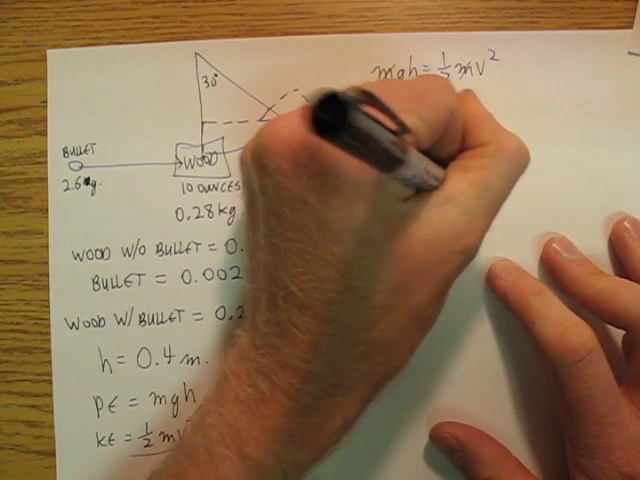 mgh = ½ mv²
30°
BULLET
WOOD
2.6g.
10 OUNCES
0.28kg
WOOD W/O BULLET = 0.
BULLET = 0.002
WOOD W/ BULLET = 0.2
h = 0.4 m.
PE = mgh
KE = ½ mv